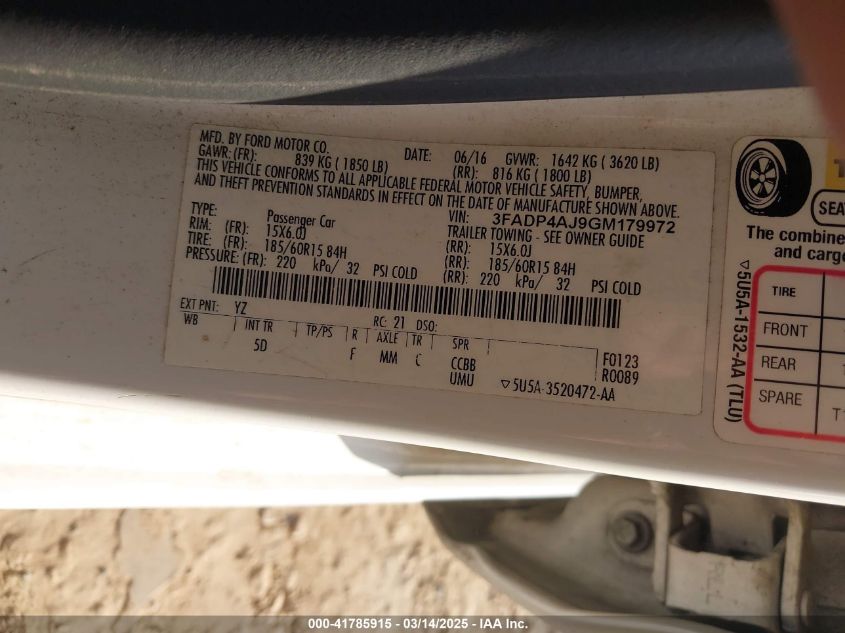 MFD. BY FORD MOTOR CO.
DATE: 06/16 GVWR: 1642 KG ( 3620 LB)
GAWR: (FR): 839 KG ( 1850 LB) (RR): 816 KG ( 1800 LB)
THIS VEHICLE CONFORMS TO ALL APPLICABLE FEDERAL MOTOR VEHICLE SAFETY, BUMPER,
AND THEFT PREVENTION STANDARDS IN EFFECT ON THE DATE OF MANUFACTURE SHOWN ABOVE.
VIN: 3FADP4AJ9GM179972
TYPE: Passenger Car TRAILER TOWING - SEE OWNER GUIDE
RIM: (FR): 15X6.0J (RR): 15X6.0J
TIRE: (FR): 185/60R15 84H (RR): 185/60R15 84H
PRESSURE: (FR): 220 kPa/ 32 PSI COLD (RR): 220 kPa/ 32 PSI COLD
EXT PNT: YZ RC: 21 DSO:
WB INT TR TP/PS R AXLE TR SPR
5D F MM C CCBB
UMU
F0123
R0089
▽5U5A-3520472-AA
SEA
The combine
and carg
TIRE
FRONT
REAR
SPARE T1
▽5U5A-1532-AA (TLU)
000-41785915 - 03/14/2025 - IAA Inc.